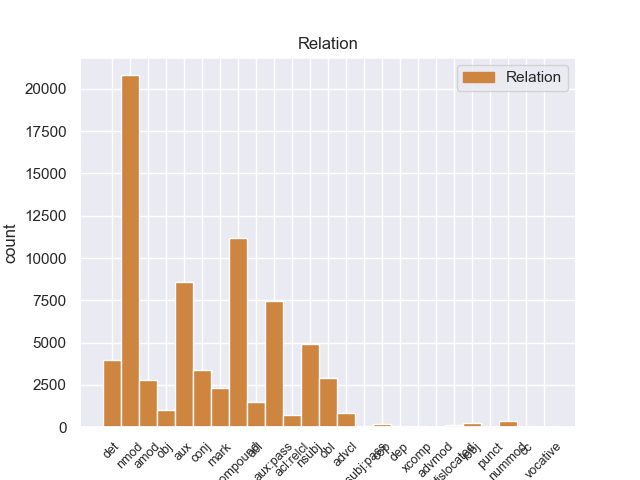 Relation
Relation
count
20000
17500
15000
12500
10000
7500
5000
2500
0
det
nmod
amod
obj
aux
conj
mark
acl
aux:pass
acl:relcl
nsubj
obl
advcl
dep
xcomp
advmod
punct
nummod
cc
vocative